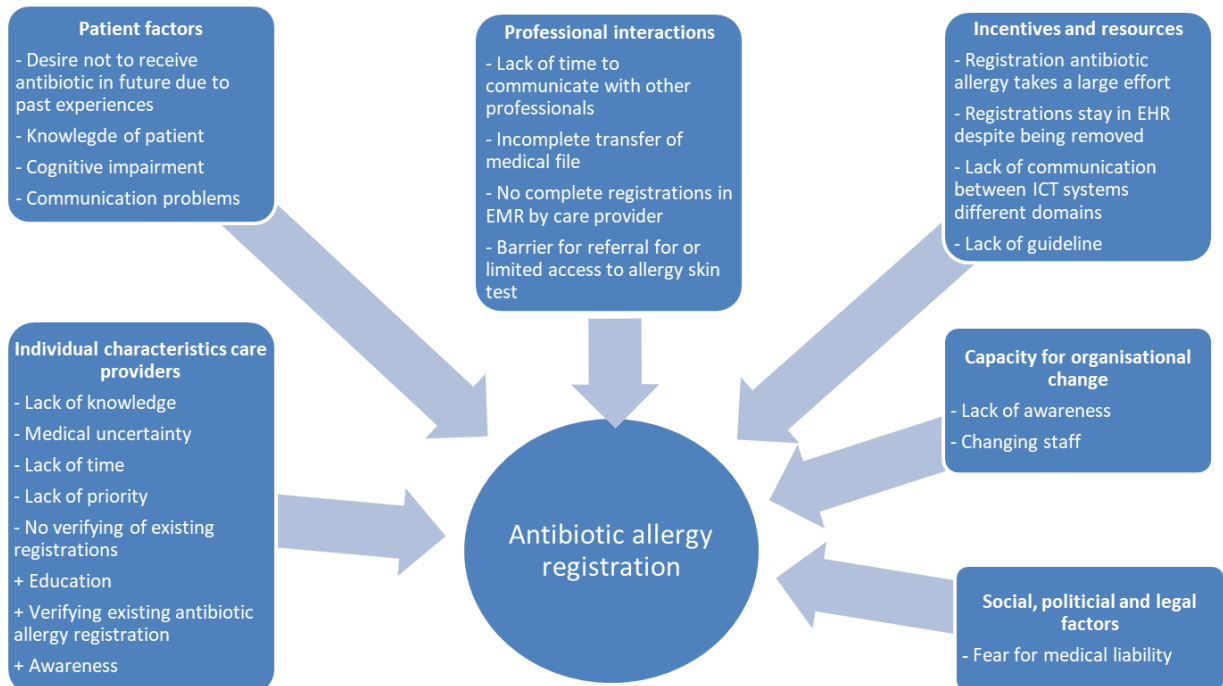 Patient factors
- Desire not to receive
antibiotic in future due to
past experiences
- Knowlegde of patient
- Cognitive impairment
- Communication problems
Professional interactions
- Lack of time to
communicate with other
professionals
- Incomplete transfer of
medical file
- No complete registrations in
EMR by care provider
- Barrier for referral for or
limited access to allergy skin
test
Incentives and resources
- Registration antibiotic
allergy takes a large effort
- Registrations stay in EHR
despite being removed
- Lack of communication
between ICT systems
different domains
- Lack of guideline
Individual characteristics care
providers
- Lack of knowledge
- Medical uncertainty
- Lack of time
- Lack of priority
- No verifying of existing
registrations
+ Education
+ Verifying existing antibiotic
allergy registration
+ Awareness
Antibiotic allergy
registration
Capacity for organisational
change
- Lack of awareness
- Changing staff
Social, politicial and legal
factors
- Fear for medical liability